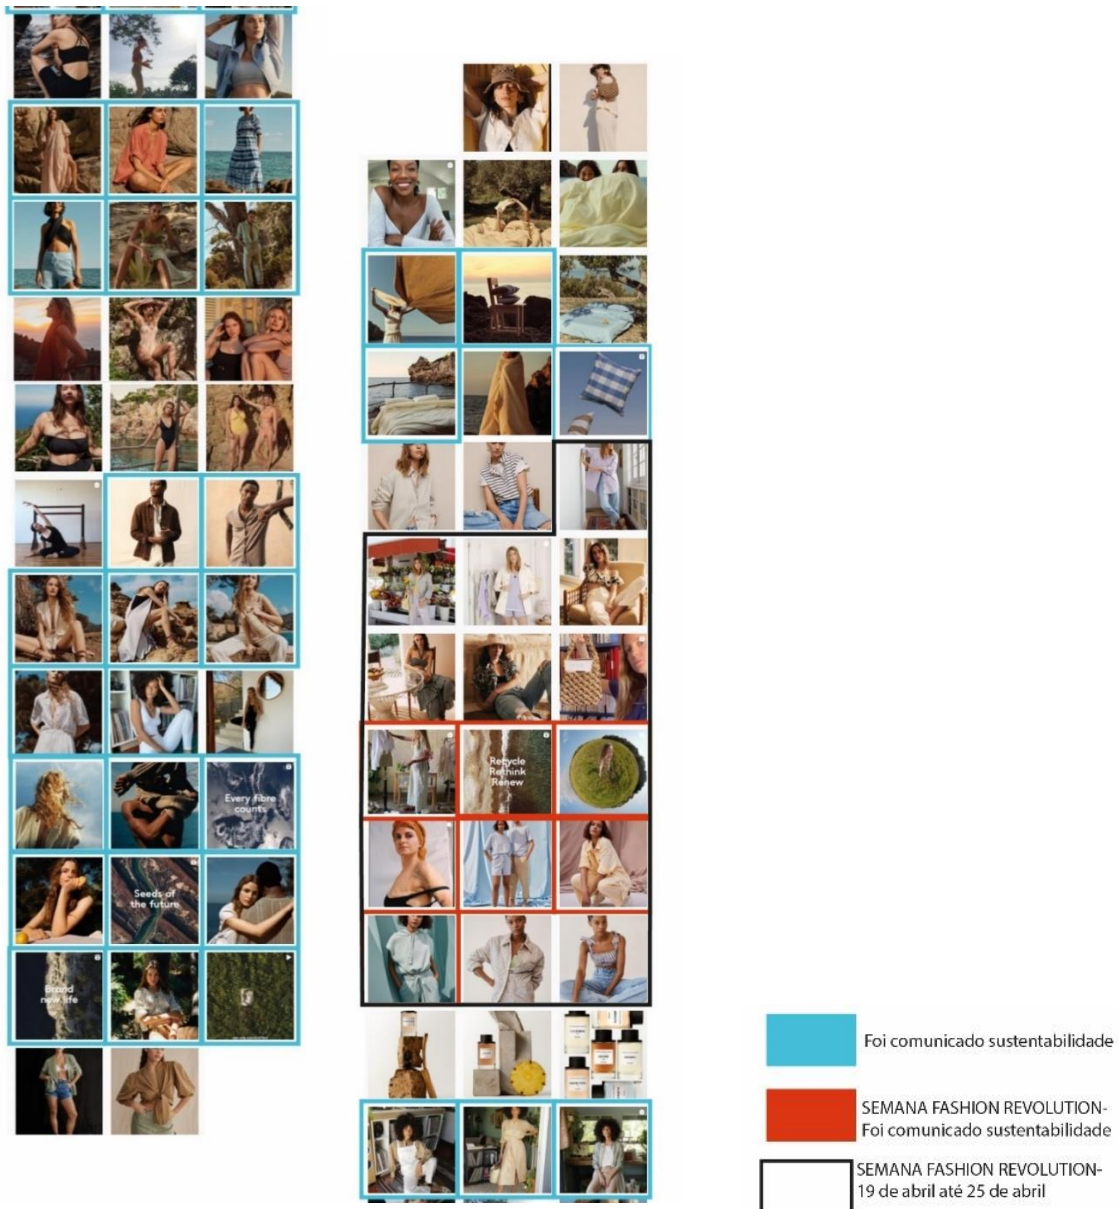 Every fibre
counts
Seeds of
the future
Brand
new life
Recycle
Rethink
Renew
Foi comunicado sustentabilidade
SEMANA FASHION REVOLUTION-
Foi comunicado sustentabilidade
SEMANA FASHION REVOLUTION-
19 de abril até 25 de abril